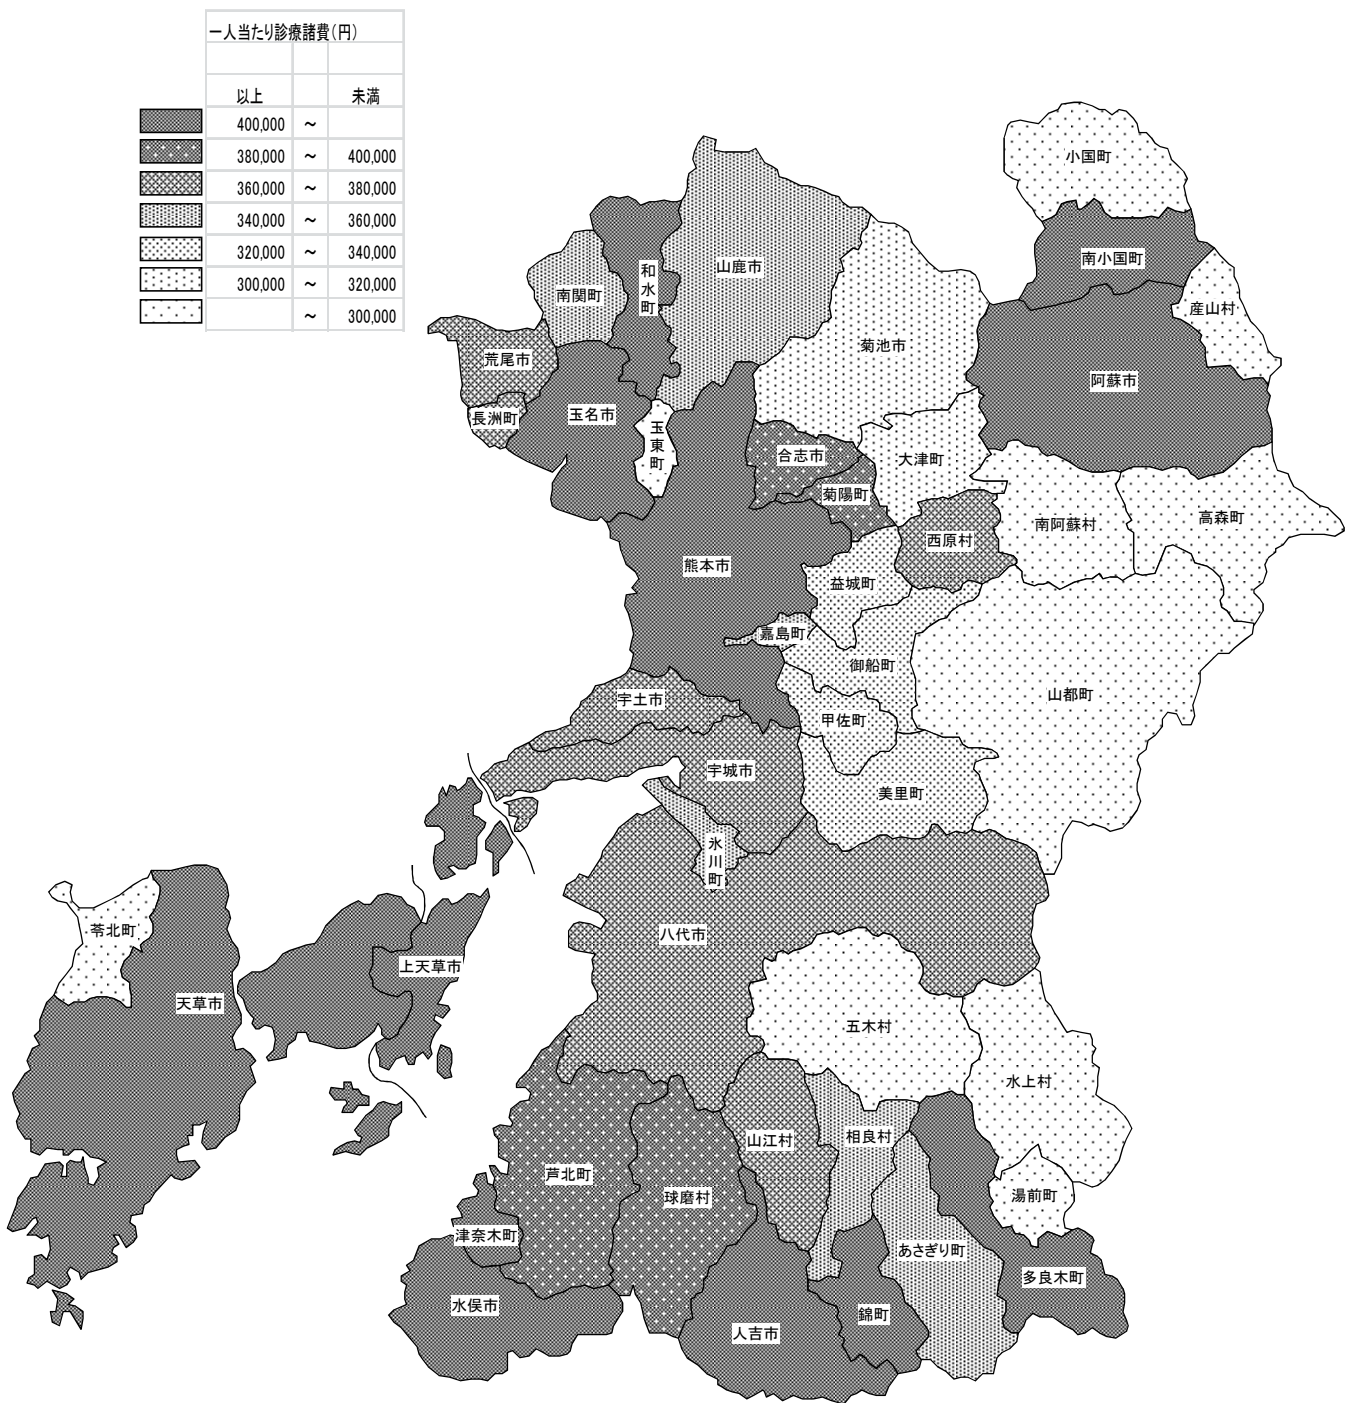 一人当たり診療諸費(円)
以上 未満
400,000 ～
380,000 ～ 400,000
360,000 ～ 380,000
340,000 ～ 360,000
320,000 ～ 340,000
300,000 ～ 320,000
～ 300,000
小国町
南小国町
産山村
阿蘇市
山鹿市
和水町
南関町
荒尾市
長洲町
玉名市
玉東町
菊池市
合志市
菊陽町
大津町
西原村
南阿蘇村
高森町
熊本市
益城町
嘉島町
御船町
山都町
甲佐町
美里町
宇土市
宇城市
氷川町
八代市
苓北町
天草市
上天草市
五木村
水上村
湯前町
山江村
相良村
芦北町
球磨村
津奈木町
水俣市
人吉市
錦町
あさぎり町
多良木町